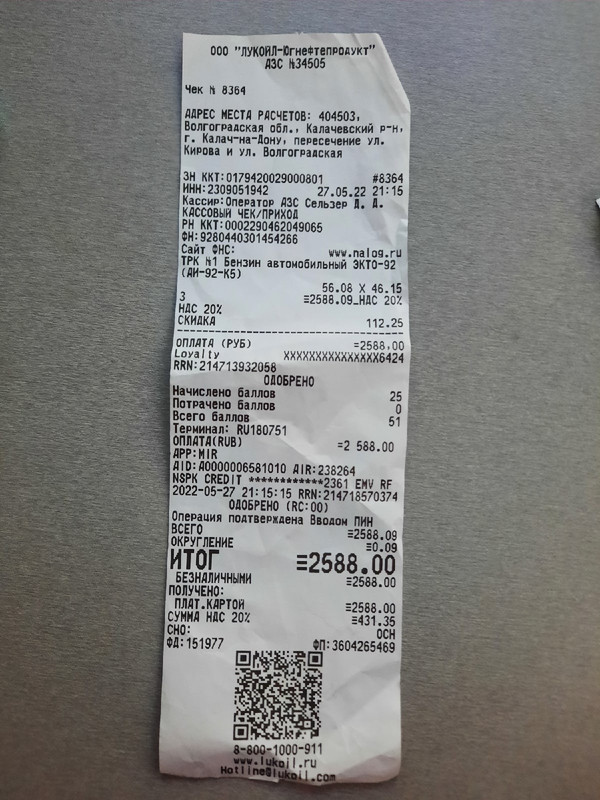 ООО "ЛУКОЙЛ-Югнефтепродукт"
АЗС №34505
Чек № 8364
АДРЕС МЕСТА РАСЧЕТОВ: 404503,
Волгоградская обл., Калачевский р-н,
г. Калач-на-Дону, пересечение ул.
Кирова и ул. Волгоградская
ЗН ККТ:0179420029000801 #8364
ИНН:2309051942 27.05.22 21:15
Кассир:Оператор АЗС Сельзер Д. Д.
КАССОВЫЙ ЧЕК/ПРИХОД
РН ККТ:0002290462049065
ФН:9280440301454266
Сайт ФНС: www.nalog.ru
ТРК №1 Бензин автомобильный ЭКТО-92
(АИ-92-К5)
56.08 X 46.15
3 ≡2588.09_НДС 20%
НДС 20%
СКИДКА 112.25
ОПЛАТА (РУБ) =2588,00
Loyalty XXXXXXXXXXXXXXX6424
RRN:214713932058
ОДОБРЕНО
Начислено баллов 25
Потрачено баллов 0
Всего баллов 51
Терминал: RU180751
ОПЛАТА(RUB) =2 588.00
APP:MIR
AID:A0000006581010 AIR:238264
NSPK CREDIT ************2361 EMV RF
2022-05-27 21:15:15 RRN:214718570374
ОДОБРЕНО (RC:00)
Операция подтверждена Вводом ПИН
ВСЕГО ≡2588.09
ОКРУГЛЕНИЕ ≡0.09
ИТОГ ≡2588.00
БЕЗНАЛИЧНЫМИ ≡2588.00
ПОЛУЧЕНО:
ПЛАТ.КАРТОЙ ≡2588.00
СУММА НДС 20% ≡431.35
СНО: ОСН
ФД:151977 ФП:3604265469
8-800-1000-911
www.lukoil.ru
Hotline@lukoil.com